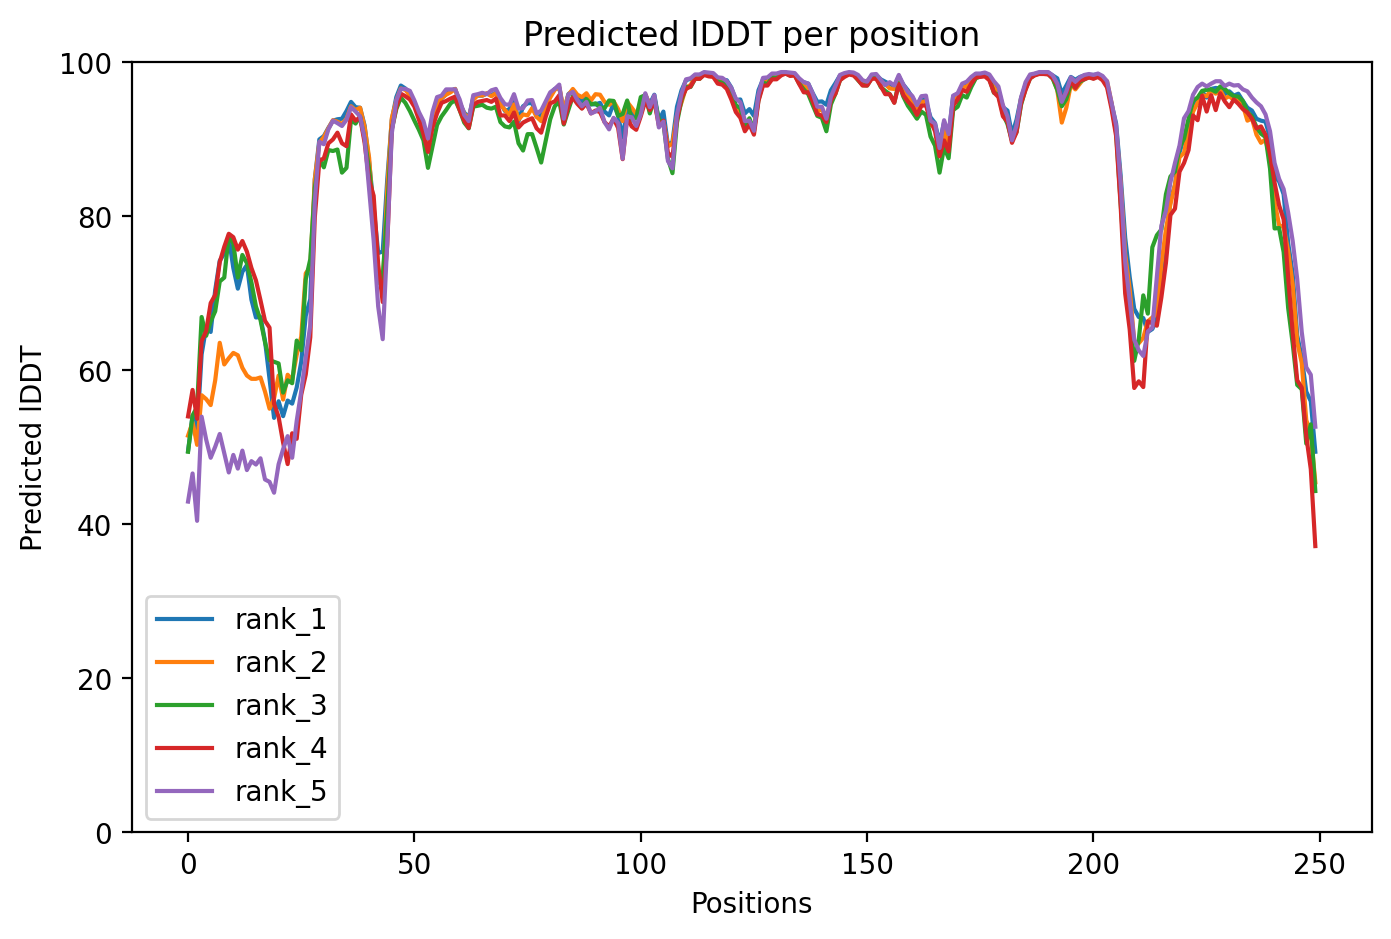 Predicted lDDT per position
100
80
60
40
20
0
Predicted lDDT
rank_1
rank_2
rank_3
rank_4
rank_5
0 50 100 150 200 250
Positions